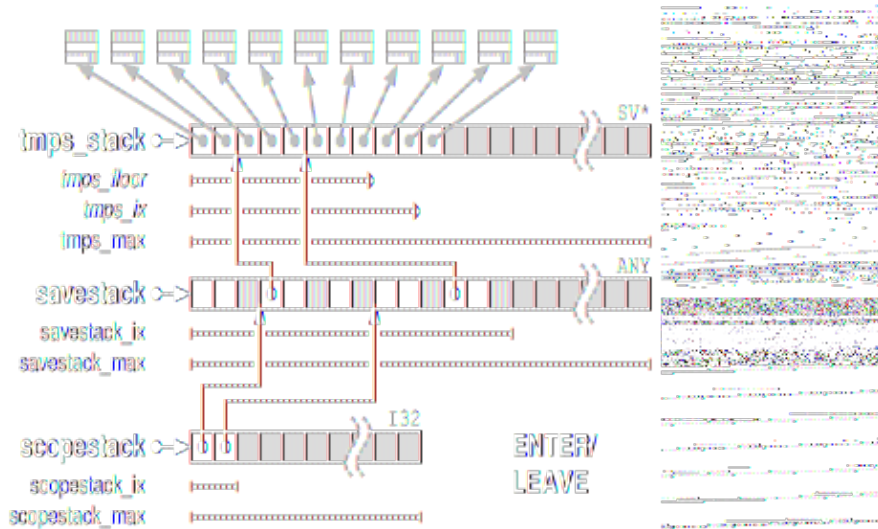 SV*
tmps_stack
tmps_floor
tmps_ix
tmps_max
ANY
savestack
savestack_ix
savestack_max
I32
scopestack
ENTER/
LEAVE
scopestack_ix
scopestack_max